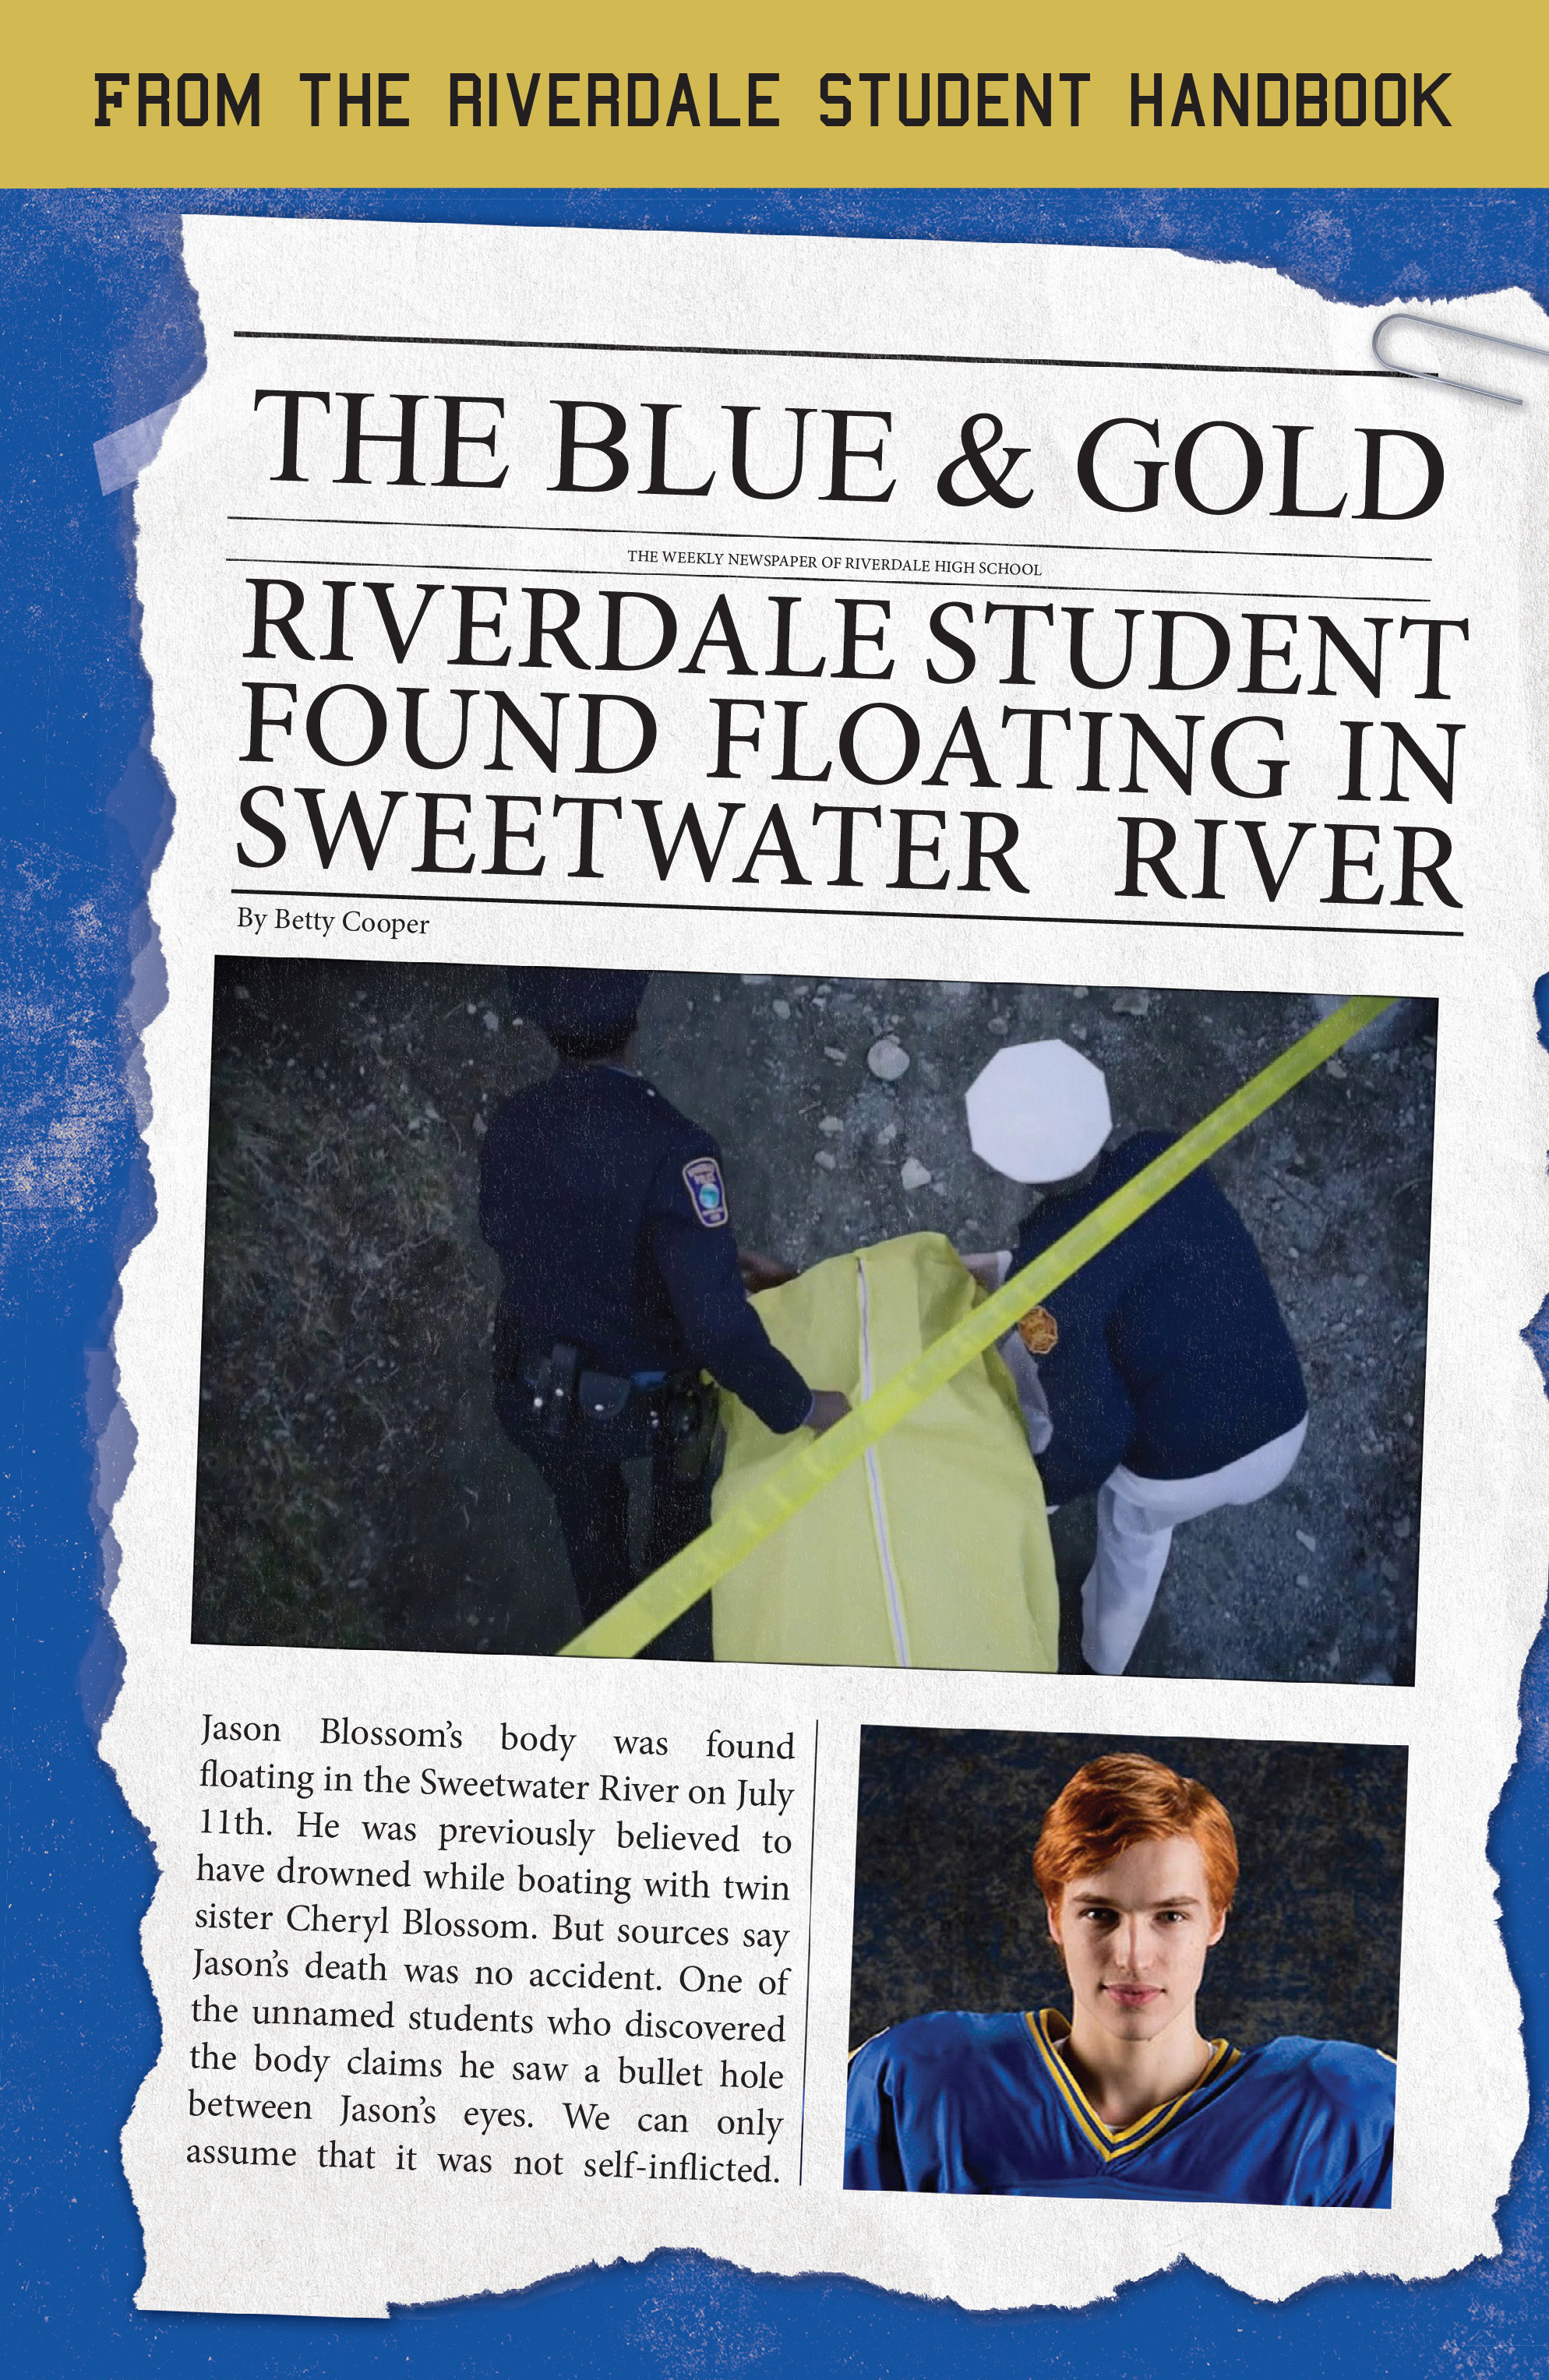 FROM THE RIVERDALE STUDENT HANDBOOK
THE BLUE & GOLD
THE WEEKLY NEWSPAPER OF RIVERDALE HIGH SCHOOL
RIVERDALE STUDENT
FOUND FLOATING IN
SWEETWATER RIVER
By Betty Cooper
Jason Blossom’s body was found
floating in the Sweetwater River on July
11th. He was previously believed to
have drowned while boating with twin
sister Cheryl Blossom. But sources say
Jason’s death was no accident. One of
the unnamed students who discovered
the body claims he saw a bullet hole
between Jason’s eyes. We can only
assume that it was not self-inflicted.